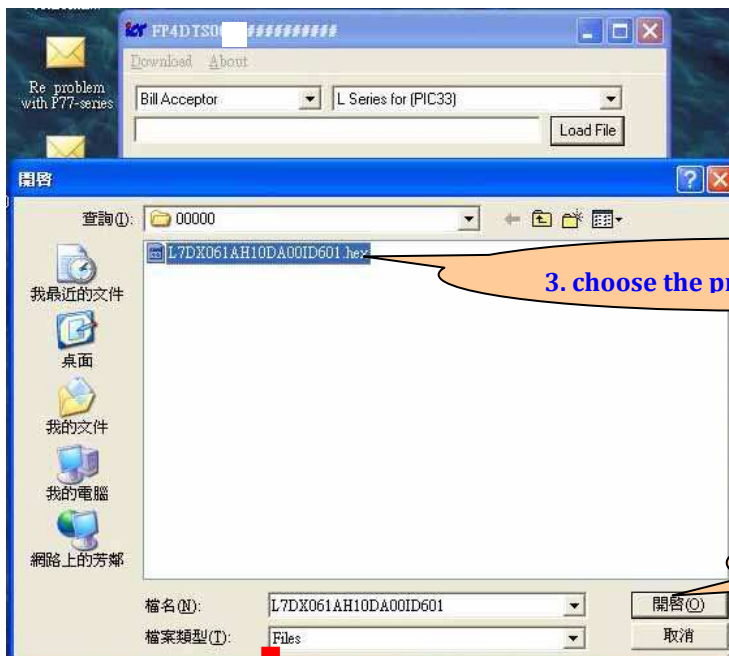 ict FP4DTS0 ##########
Download About
Re problem
with P77-series
Bill Acceptor
L Series for (PIC33)
Load File
開啓
查詢(I):
00000
L7DX061AH10DA00ID601.hex
3. choose the pr
我最近的文件
桌面
我的文件
我的電腦
網路上的芳鄰
檔名(N):
L7DX061AH10DA00ID601
開啓(O)
檔案類型(T):
Files
取消